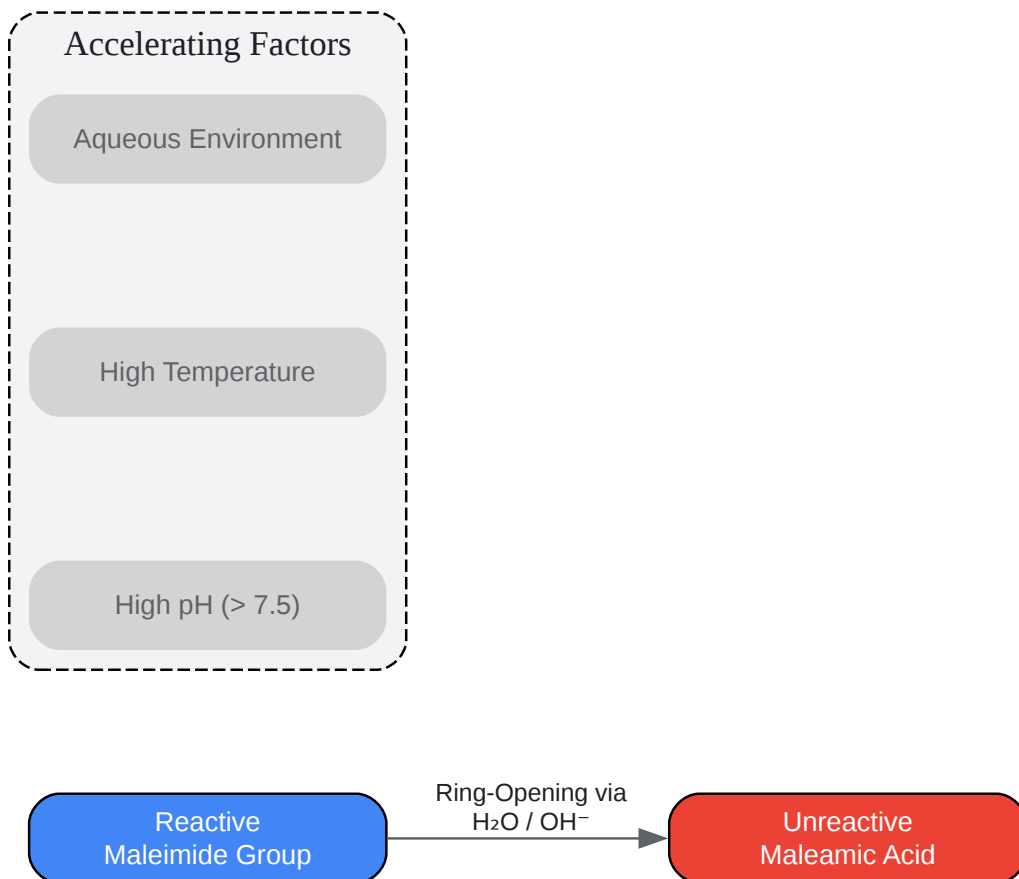 Accelerating Factors
Aqueous Environment
High Temperature
High pH (> 7.5)
Ring-Opening via
H₂O / OH⁻
Reactive
Maleimide Group
Unreactive
Maleamic Acid